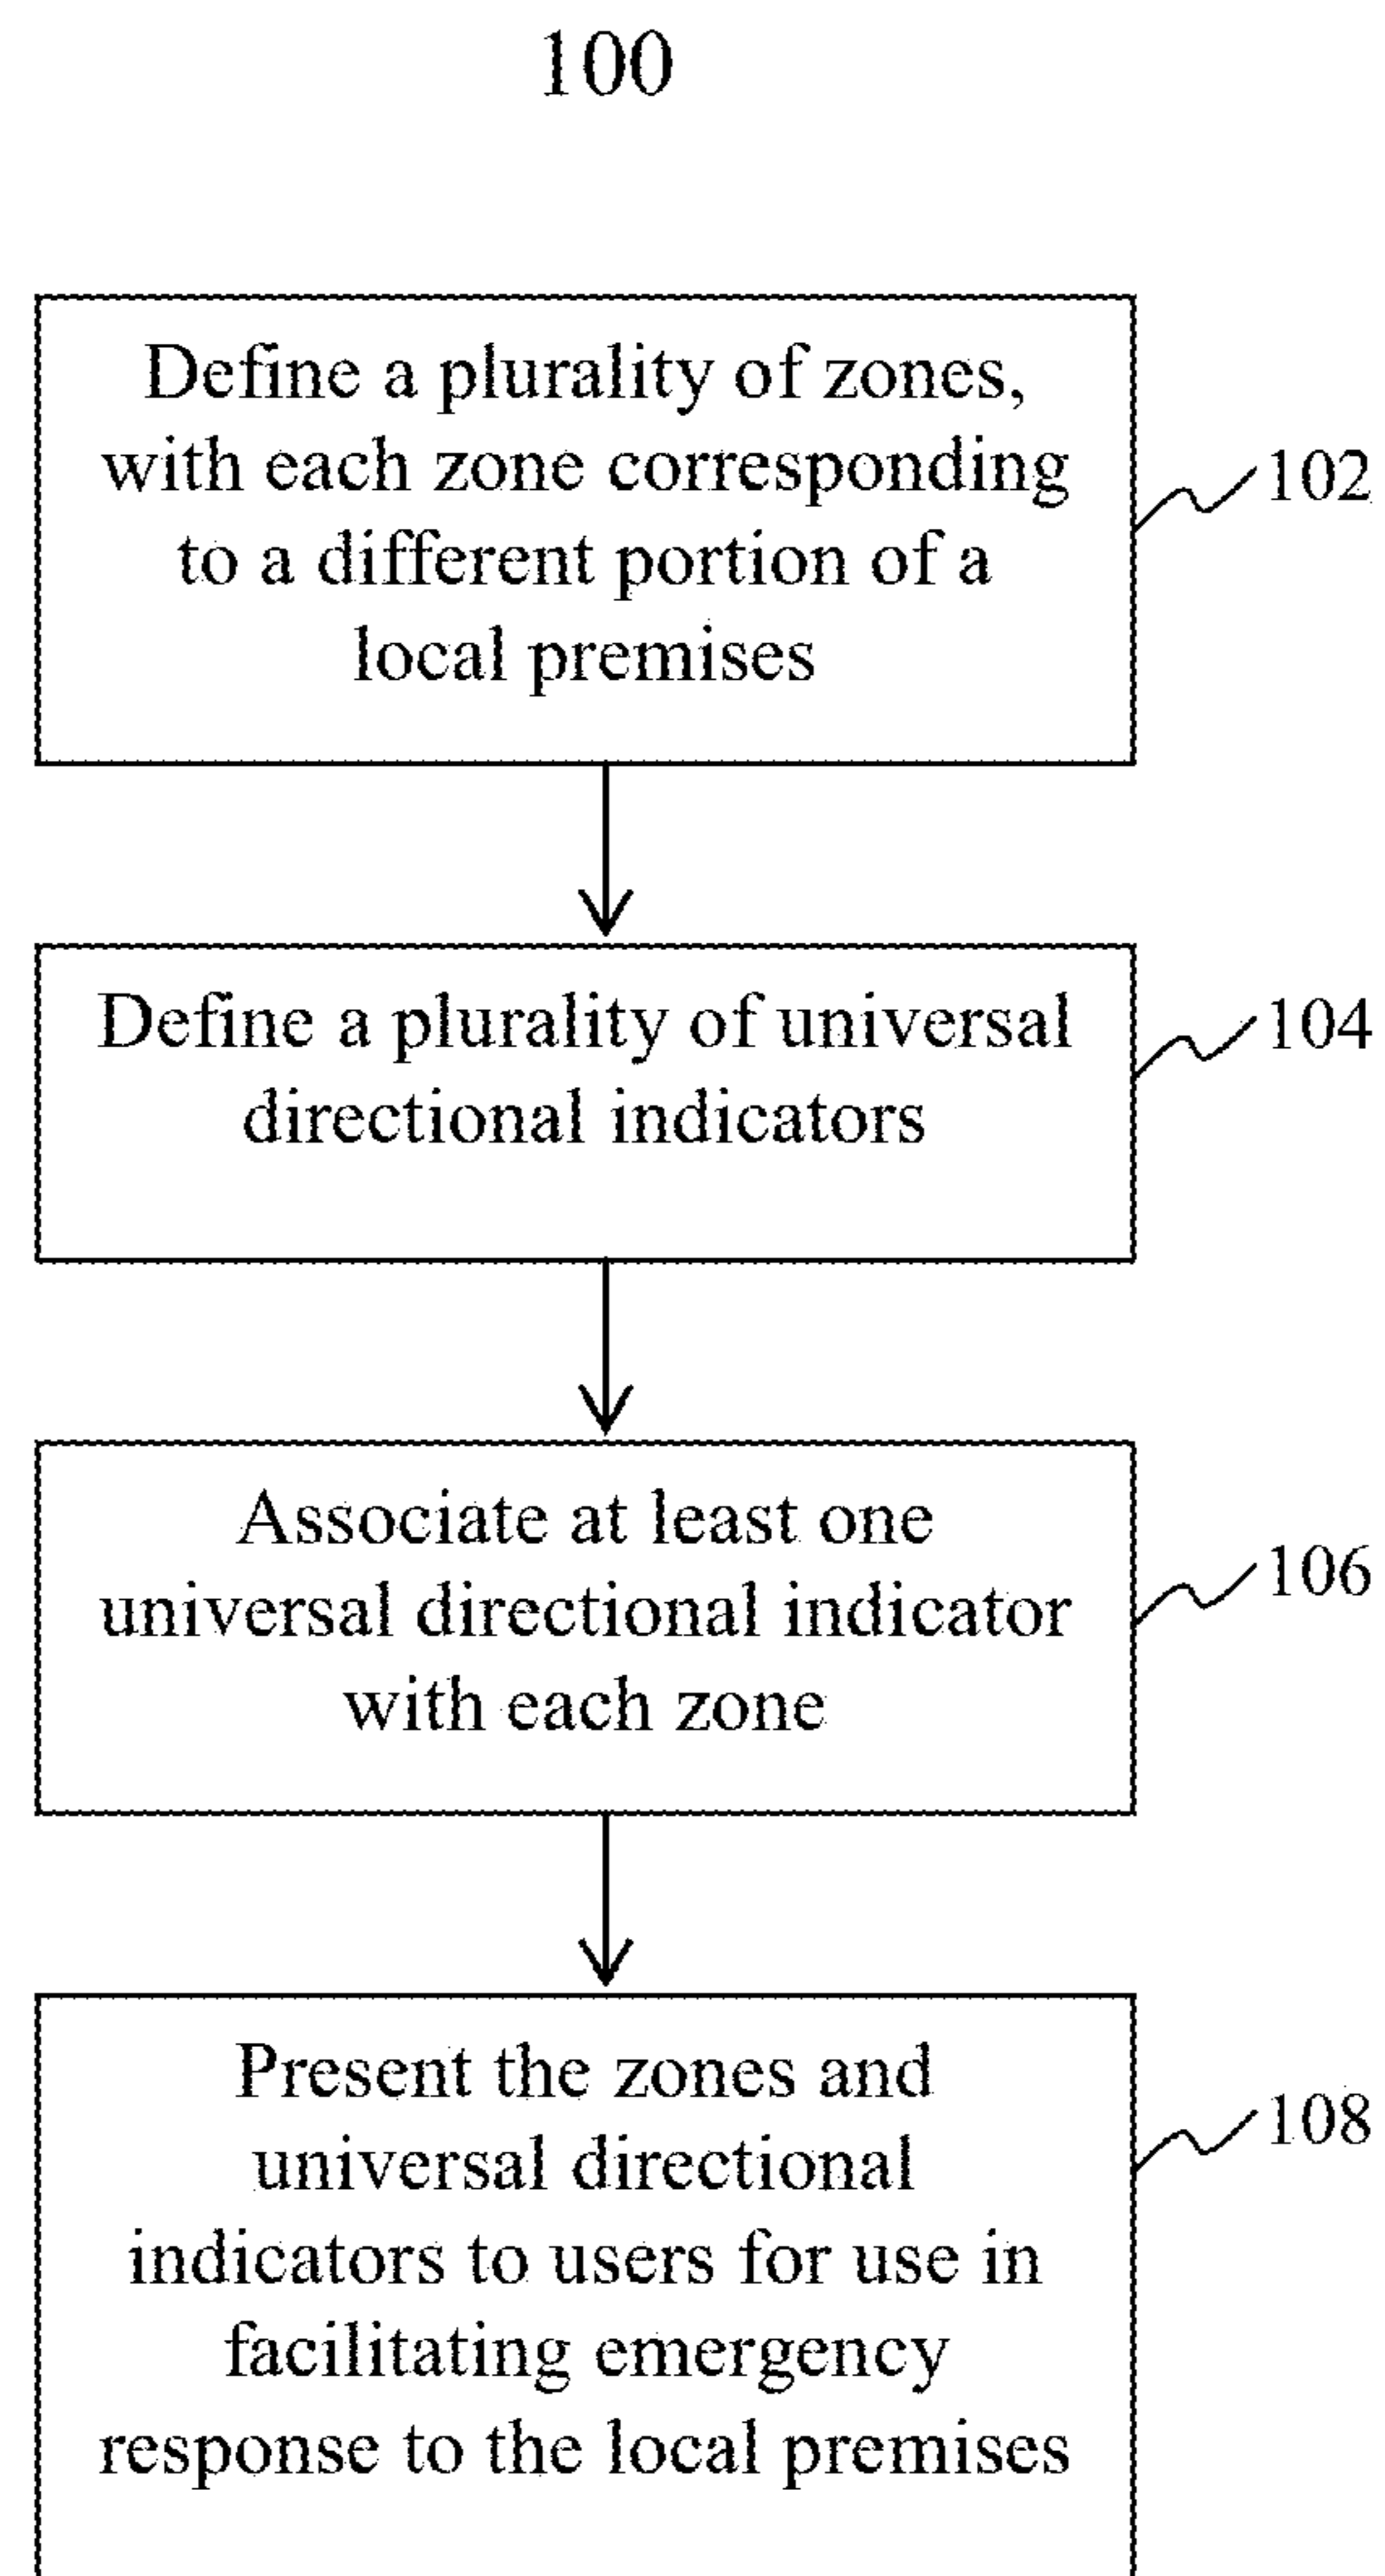 100
Define a plurality of zones,
with each zone corresponding
to a different portion of a
local premises
102
Define a plurality of universal
directional indicators
104
Associate at least one
universal directional indicator
with each zone
106
Present the zones and
universal directional
indicators to users for use in
facilitating emergency
response to the local premises
108